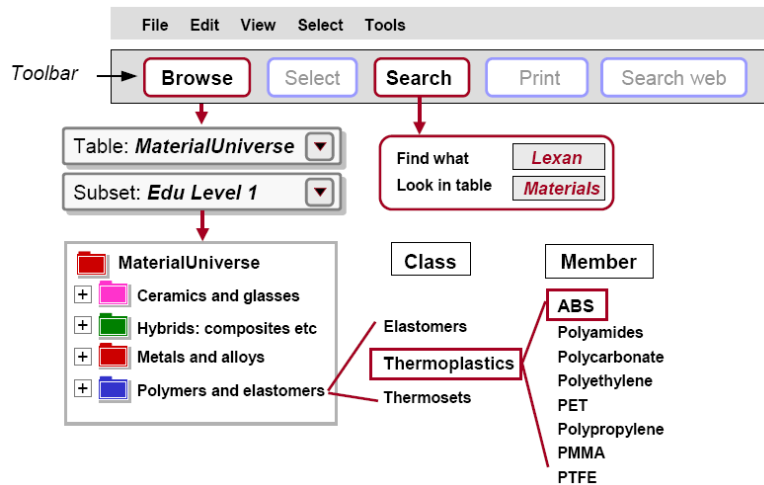 File Edit View Select Tools
Toolbar
Browse Select Search Print Search web
Table: MaterialUniverse
Subset: Edu Level 1
Find what Lexan
Look in table Materials
MaterialUniverse
Ceramics and glasses
Hybrids: composites etc
Metals and alloys
Polymers and elastomers
Class
Elastomers
Thermoplastics
Thermosets
Member
ABS
Polyamides
Polycarbonate
Polyethylene
PET
Polypropylene
PMMA
PTFE